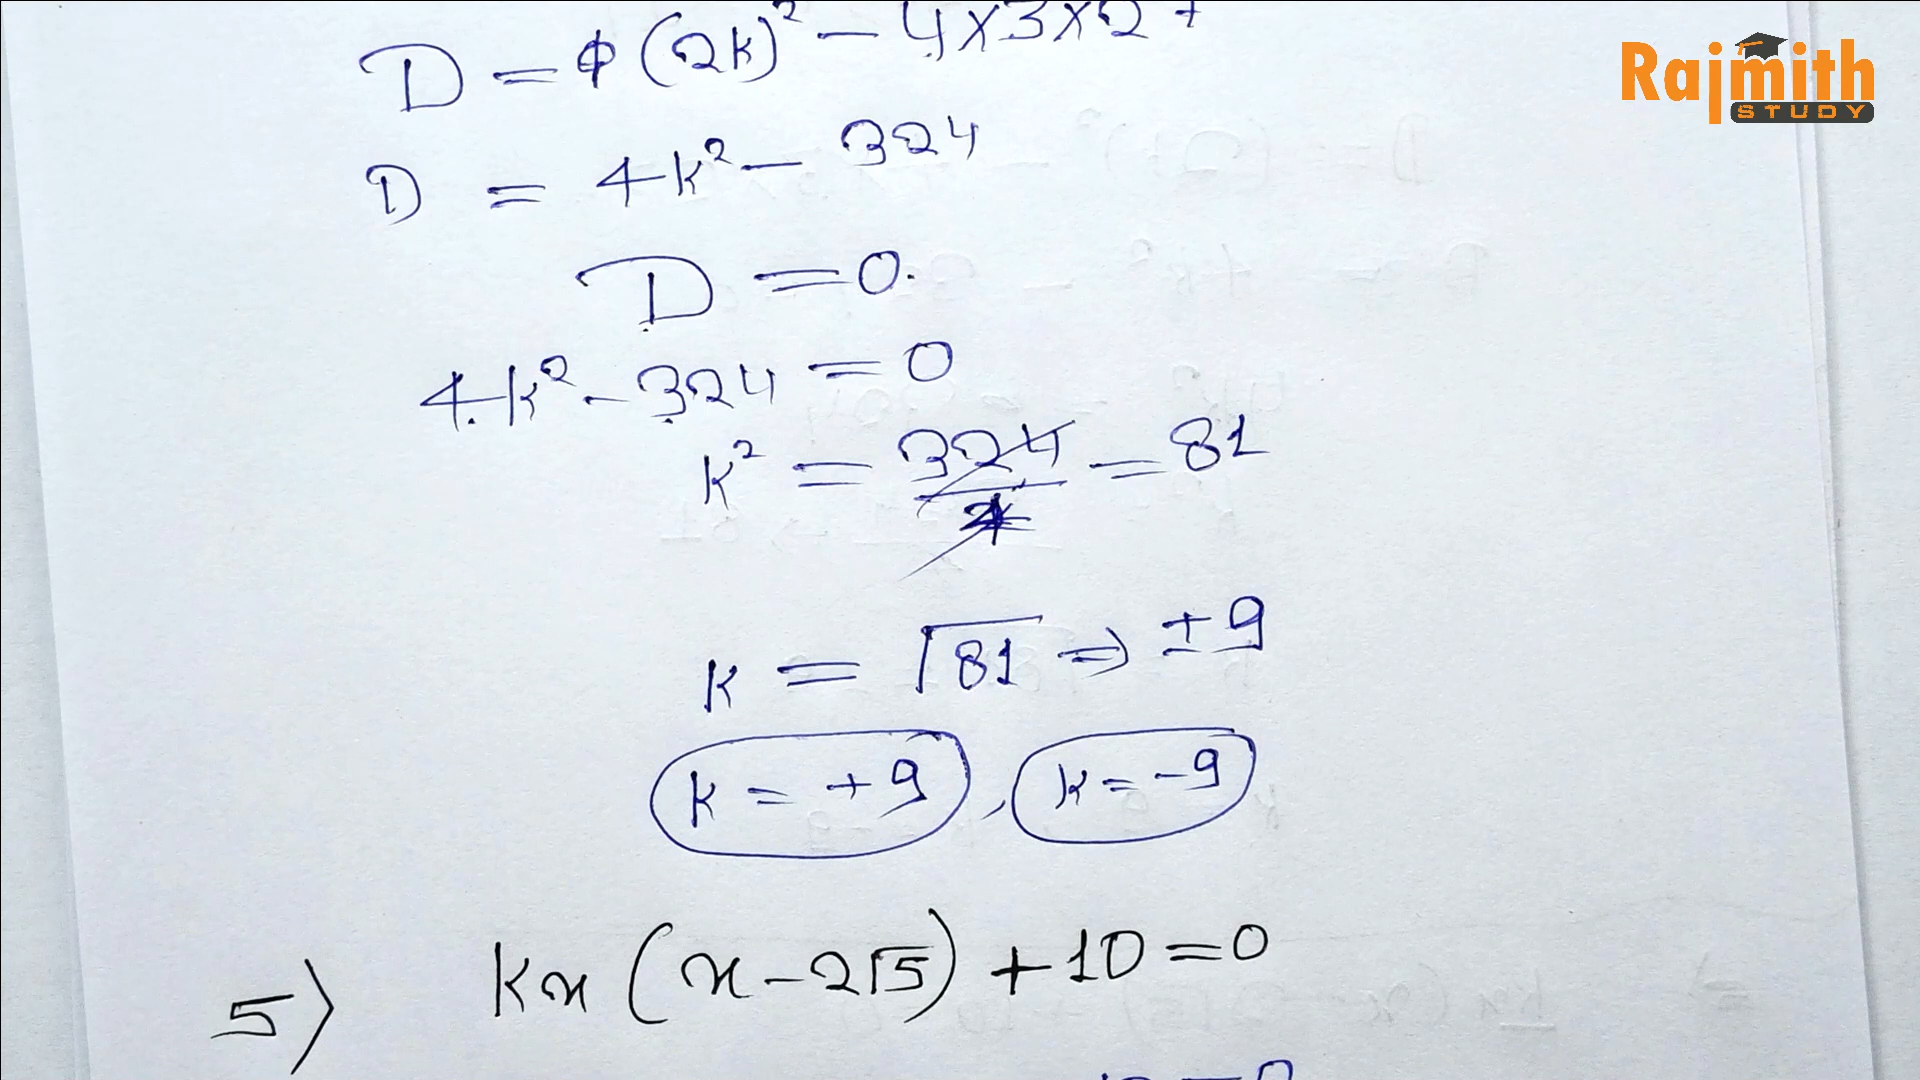 Rajmith
STUDY
D = (2k)² - 4×3×2
D = 4k² - 324
D = 0.
4k² - 324 = 0
k² = 324/4 = 81
k = √81 ⇒ ±9
k = +9 , k = -9
5) kx (x - 2√5) + 10 = 0